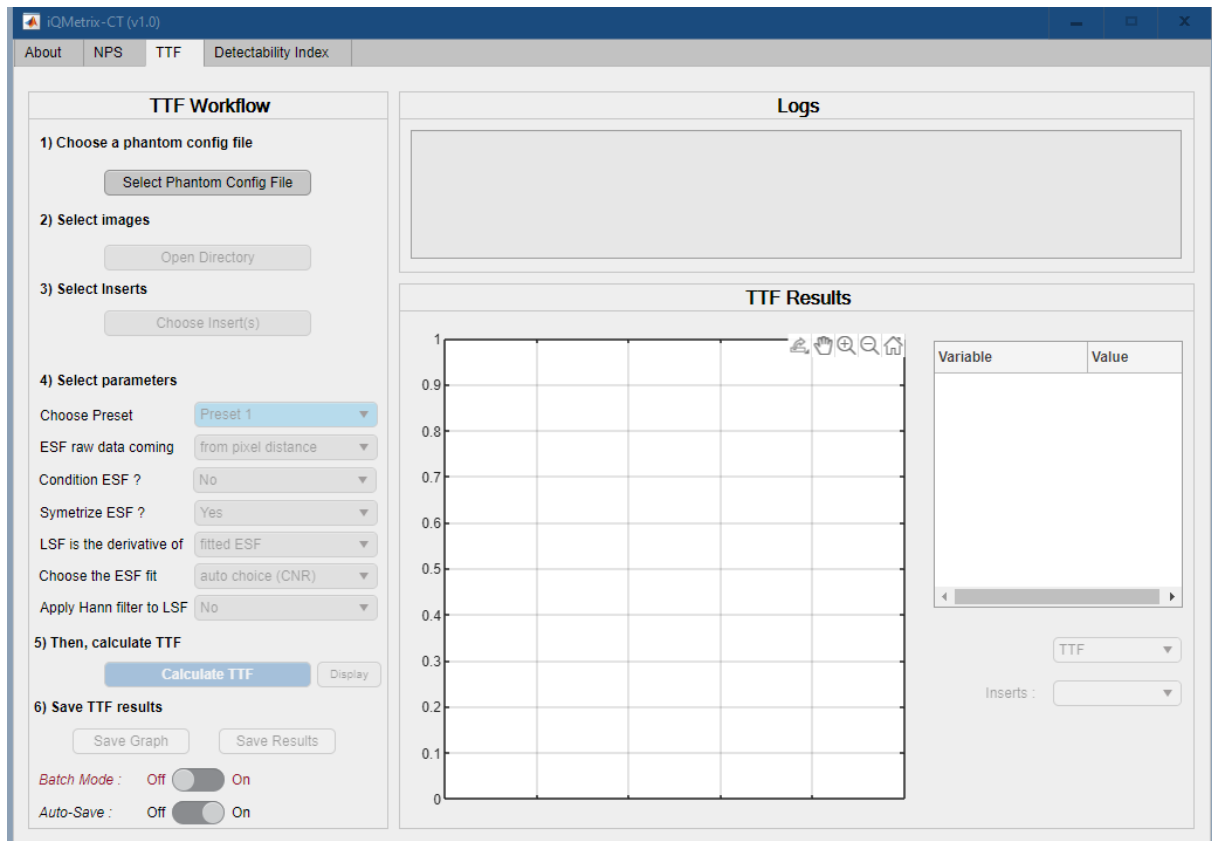 iQMetrix-CT (v1.0)
About NPS TTF Detectability Index
TTF Workflow
1) Choose a phantom config file
Select Phantom Config File
2) Select images
Open Directory
3) Select Inserts
Choose Insert(s)
4) Select parameters
Choose Preset Preset 1
ESF raw data coming from pixel distance
Condition ESF ? No
Symetrize ESF ? Yes
LSF is the derivative of fitted ESF
Choose the ESF fit auto choice (CNR)
Apply Hann filter to LSF No
5) Then, calculate TTF
Calculate TTF Display
6) Save TTF results
Save Graph Save Results
Batch Mode : Off On
Auto-Save : Off On
Logs
TTF Results
1
0.9
0.8
0.7
0.6
0.5
0.4
0.3
0.2
0.1
0
Variable Value
TTF
Inserts :